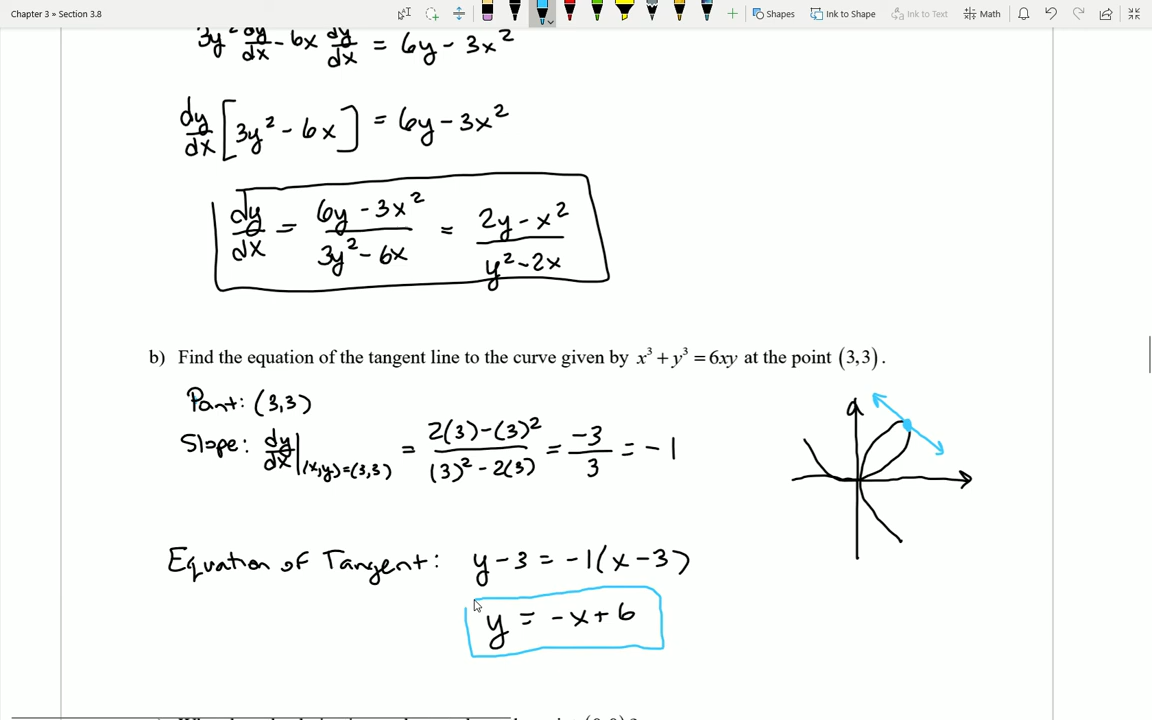 Chapter 3 » Section 3.8
Shapes
Ink to Shape
Ink to Text
Math
3y² dy/dx - 6x dy/dx = 6y - 3x²
dy/dx [3y² - 6x] = 6y - 3x²
dy/dx = (6y - 3x²)/(3y² - 6x) = (2y - x²)/(y² - 2x)
b) Find the equation of the tangent line to the curve given by x³ + y³ = 6xy at the point (3,3).
Point: (3,3)
Slope: dy/dx |(x,y)=(3,3) = (2(3)-(3)²)/((3)² - 2(3)) = -3/3 = -1
Equation of Tangent: y - 3 = -1(x - 3)
y = -x + 6